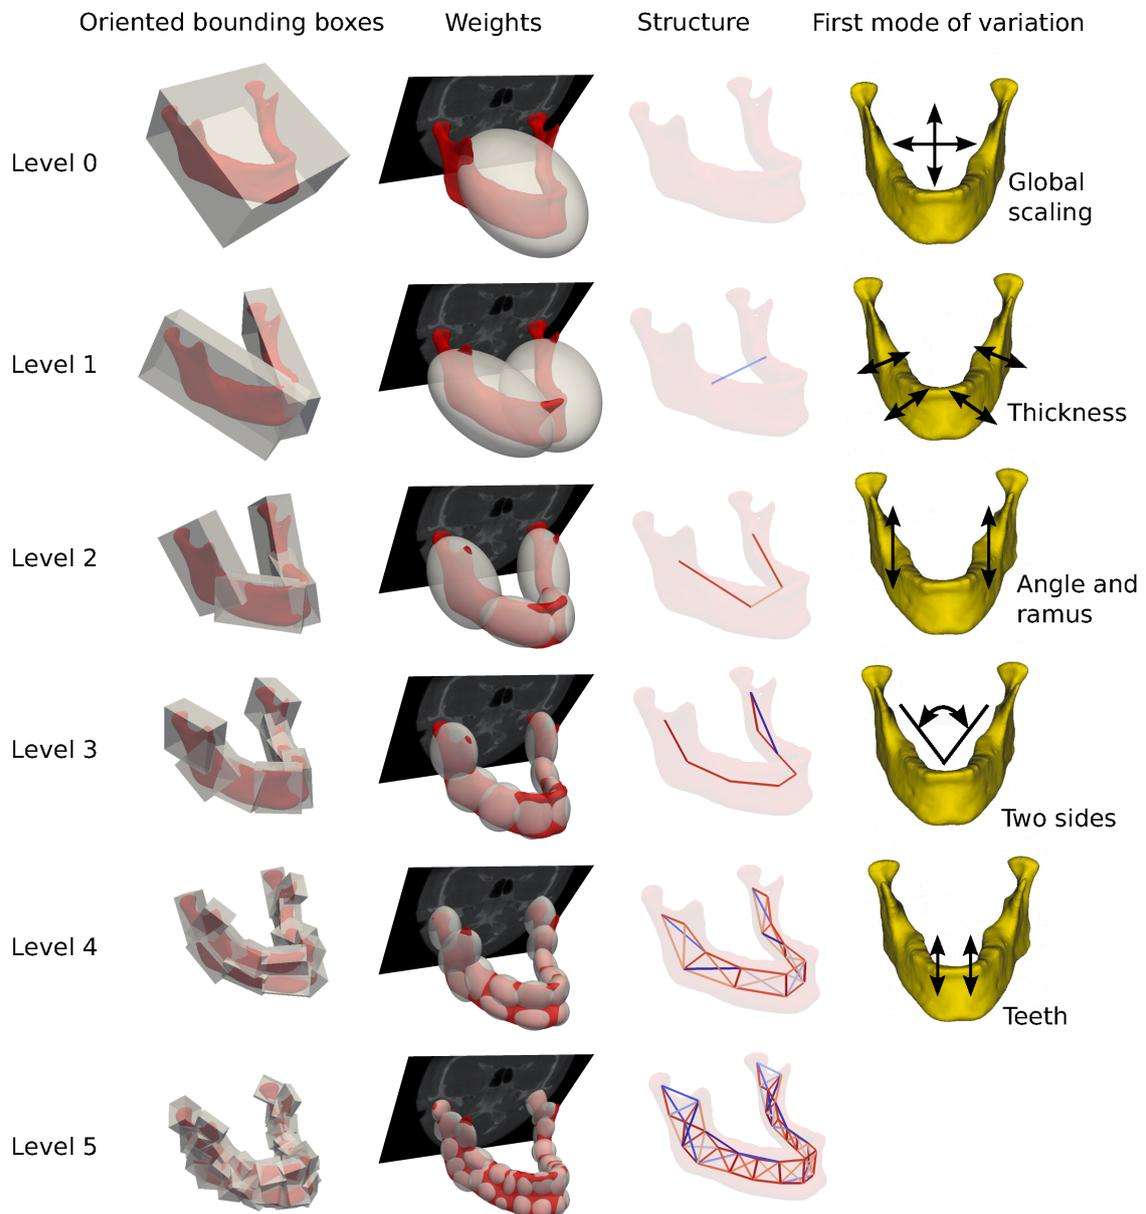 Oriented bounding boxes
Weights
Structure
First mode of variation
Level 0
Global
scaling
Level 1
Thickness
Level 2
Angle and
ramus
Level 3
Two sides
Level 4
Teeth
Level 5